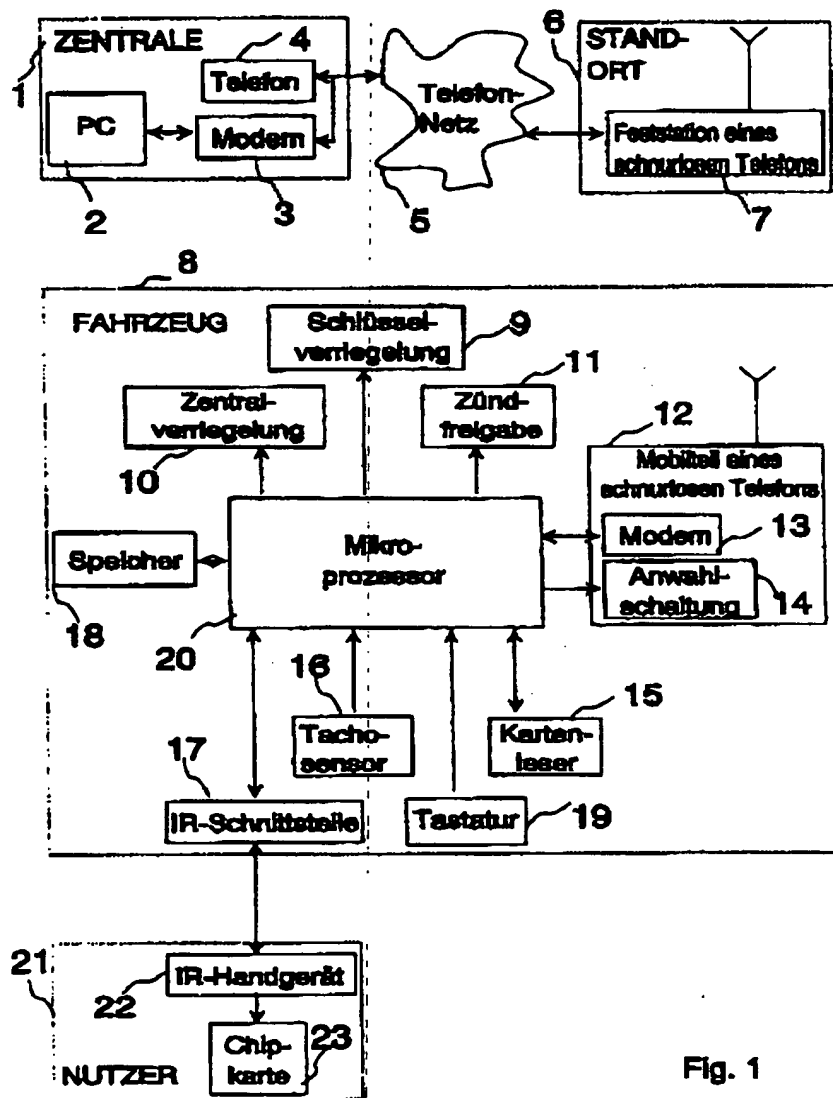 1
ZENTRALE
4
Telefon
PC
Modem
2
3
Telefon-
Netz
5
6
STAND-
ORT
Feststation eines
schnurlosen Telefons
7
8
FAHRZEUG
Schlüssel-
verriegelung
9
Zentral-
verriegelung
10
11
Zünd-
freigabe
12
Mobilteil eines
schnurlosen Telefons
Modem
13
Anwahl-
schaltung
14
Speicher
18
Mikro-
prozessor
20
16
Tacho-
sensor
15
Karten-
leser
17
IR-Schnittstelle
Tastatur
19
21
IR-Handgerät
22
Chip-
karte
23
NUTZER
Fig. 1